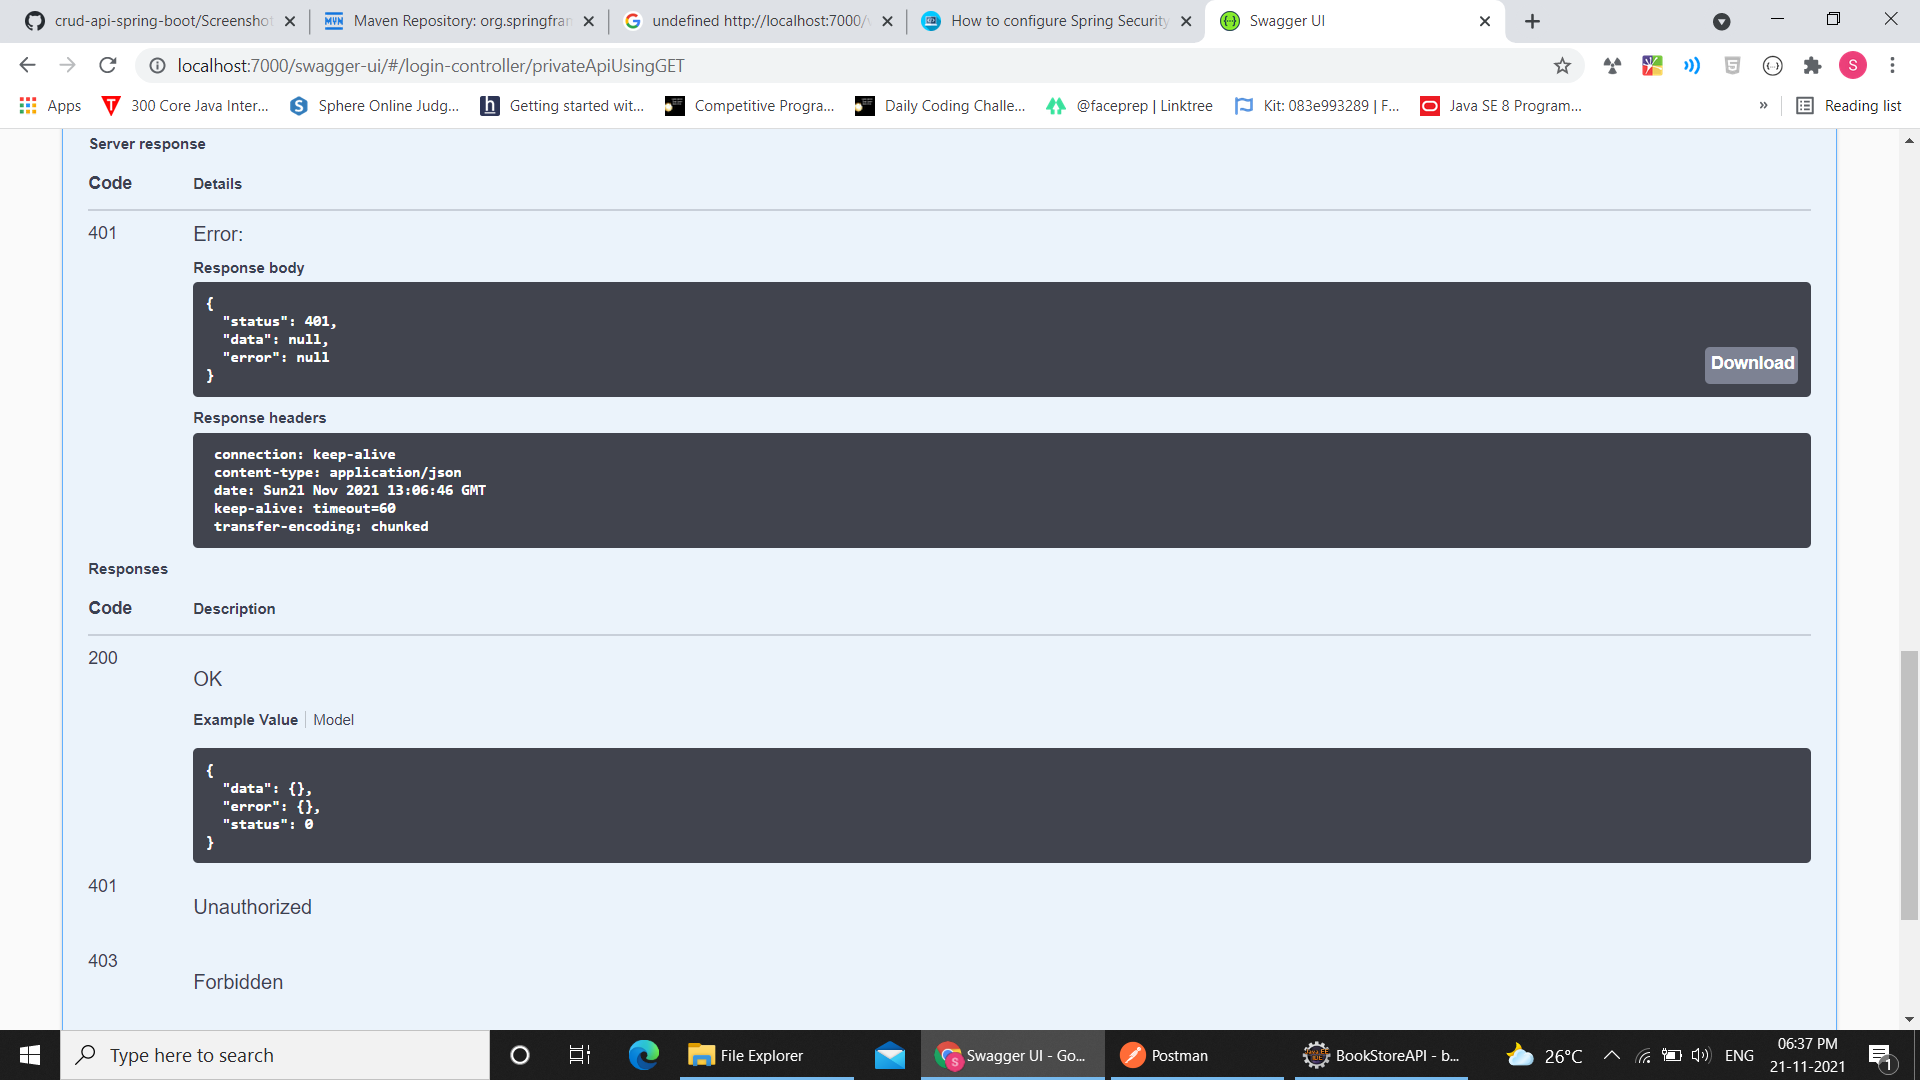 crud-api-spring-boot/Screenshot
Maven Repository: org.springfran
undefined http://localhost:7000/
How to configure Spring Security
Swagger UI
localhost:7000/swagger-ui/#/login-controller/privateApiUsingGET
S
Apps
300 Core Java Inter...
Sphere Online Judg...
Getting started wit...
Competitive Progra...
Daily Coding Challe...
@faceprep | Linktree
Kit: 083e993289 | F...
Java SE 8 Program...
»
Reading list
Server response
Code Details
401 Error:
Response body
{
"status": 401,
"data": null,
"error": null
}
Download
Response headers
connection: keep-alive
content-type: application/json
date: Sun21 Nov 2021 13:06:46 GMT
keep-alive: timeout=60
transfer-encoding: chunked
Responses
Code Description
200
OK
Example Value Model
{
"data": {},
"error": {},
"status": 0
}
401
Unauthorized
403
Forbidden
Type here to search
File Explorer
Swagger UI - Go...
Postman
BookStoreAPI - b...
26°C
ENG
06:37 PM
21-11-2021
1